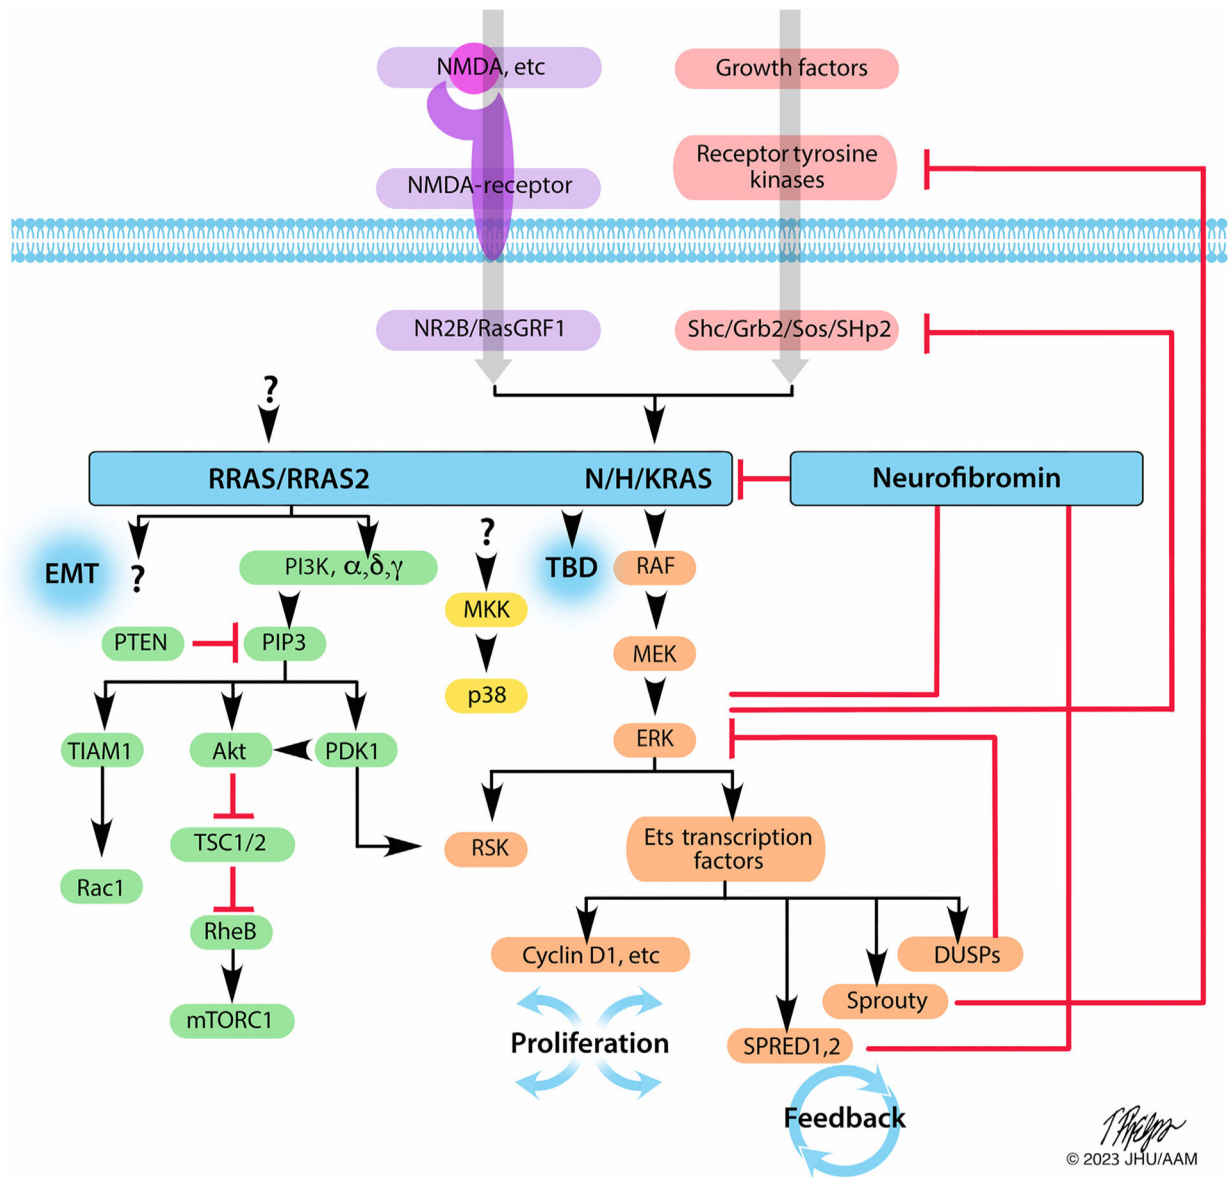 NMDA, etc
Growth factors
Receptor tyrosine
kinases
NMDA-receptor
NR2B/RasGRF1
Shc/Grb2/Sos/SHp2
?
RRAS/RRAS2
N/H/KRAS
Neurofibromin
EMT
?
PI3K, α,δ,γ
?
TBD
RAF
MKK
PTEN
PIP3
MEK
p38
TIAM1
Akt
PDK1
ERK
TSC1/2
RSK
Ets transcription
factors
Rac1
RheB
Cyclin D1, etc
DUSPs
Sprouty
mTORC1
Proliferation
SPRED1,2
Feedback
© 2023 JHU/AAM